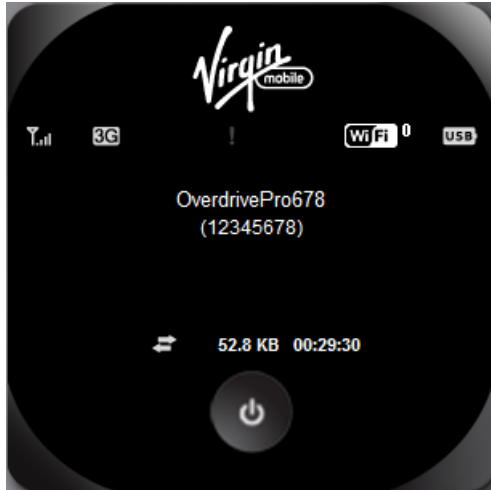 Virgin
mobile
3G ! WiFi 0 USB
OverdrivePro678
(12345678)
52.8 KB 00:29:30